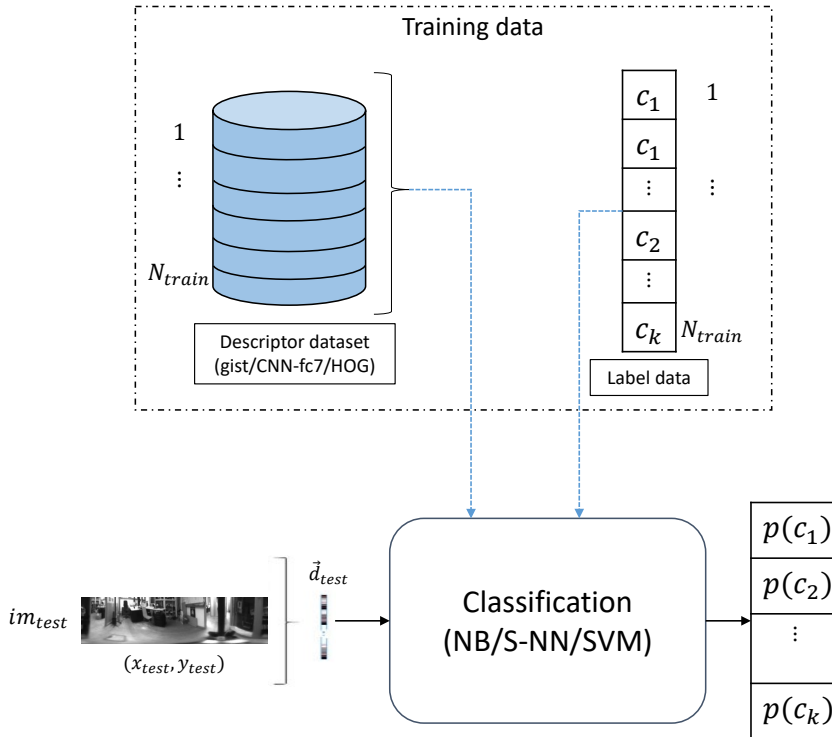 Training data
1
⋮
N_train
Descriptor dataset
(gist/CNN-fc7/HOG)
c_1
c_1
⋮
c_2
⋮
c_k
1
⋮
N_train
Label data
im_test
(x_test, y_test)
d⃗_test
Classification
(NB/S-NN/SVM)
p(c_1)
p(c_2)
⋮
p(c_k)